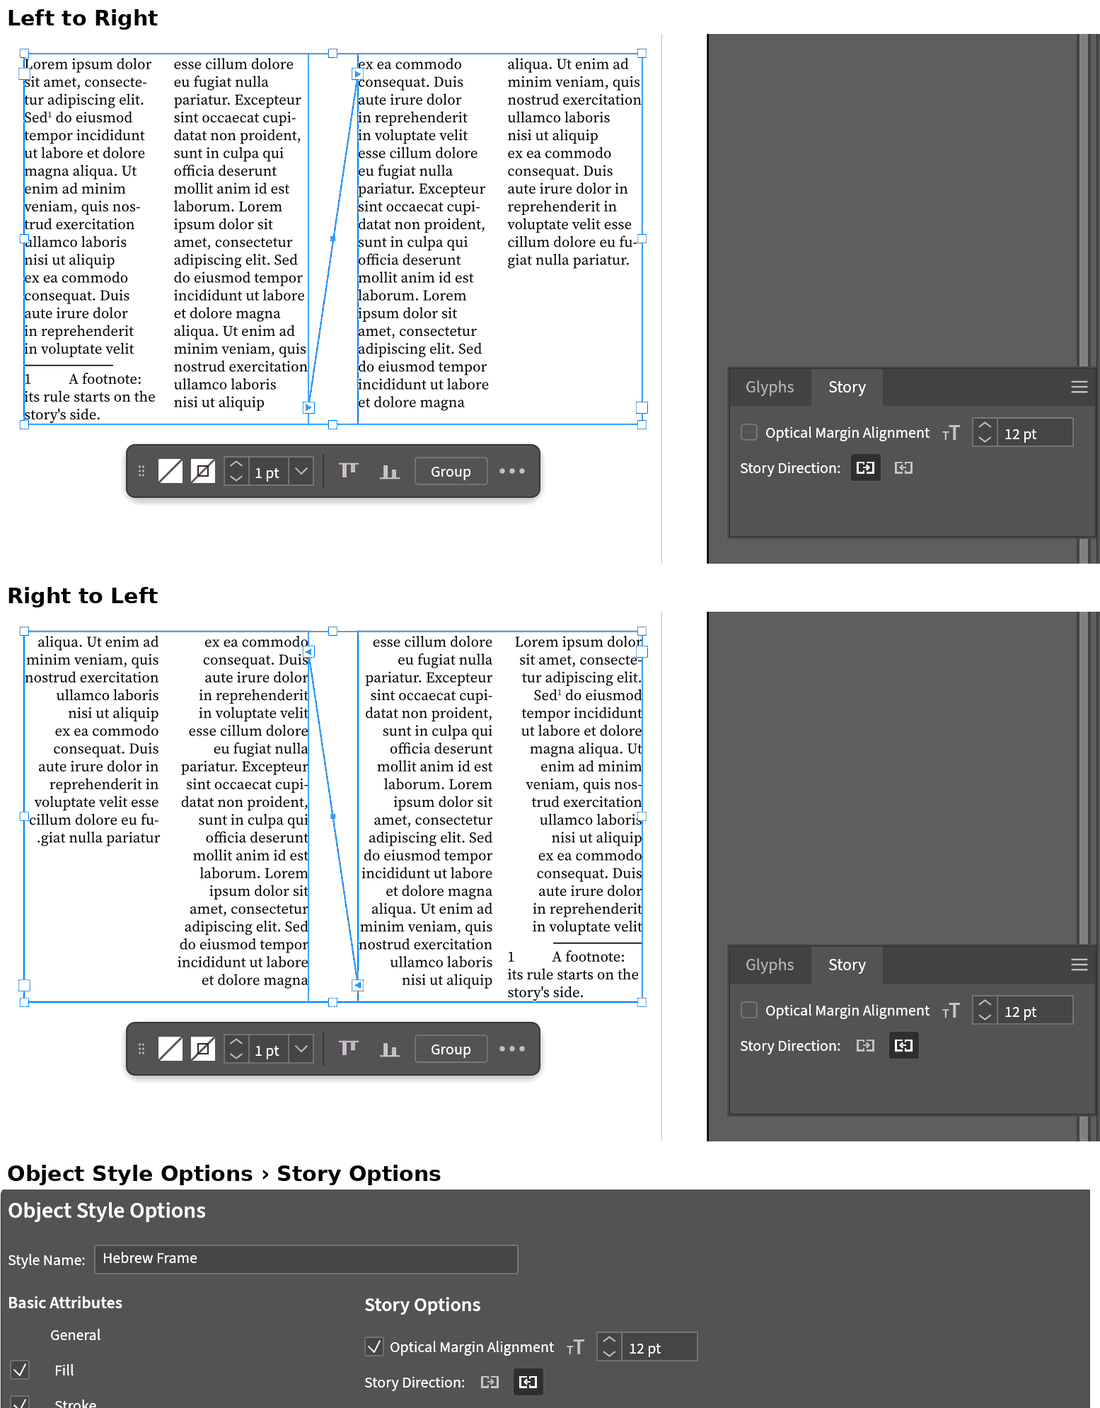 Left to Right
Lorem ipsum dolor
sit amet, consecte-
tur adipiscing elit.
Sed¹ do eiusmod
tempor incididunt
ut labore et dolore
magna aliqua. Ut
enim ad minim
veniam, quis nos-
trud exercitation
ullamco laboris
nisi ut aliquip
ex ea commodo
consequat. Duis
aute irure dolor
in reprehenderit
in voluptate velit
1 A footnote:
its rule starts on the
story's side.
esse cillum dolore
eu fugiat nulla
pariatur. Excepteur
sint occaecat cupi-
datat non proident,
sunt in culpa qui
officia deserunt
mollit anim id est
laborum. Lorem
ipsum dolor sit
amet, consectetur
adipiscing elit. Sed
do eiusmod tempor
incididunt ut labore
et dolore magna
aliqua. Ut enim ad
minim veniam, quis
nostrud exercitation
ullamco laboris
nisi ut aliquip
ex ea commodo
consequat. Duis
aute irure dolor
in reprehenderit
in voluptate velit
esse cillum dolore
eu fugiat nulla
pariatur. Excepteur
sint occaecat cupi-
datat non proident,
sunt in culpa qui
officia deserunt
mollit anim id est
laborum. Lorem
ipsum dolor sit
amet, consectetur
adipiscing elit. Sed
do eiusmod tempor
incididunt ut labore
et dolore magna
aliqua. Ut enim ad
minim veniam, quis
nostrud exercitation
ullamco laboris
nisi ut aliquip
ex ea commodo
consequat. Duis
aute irure dolor in
reprehenderit in
voluptate velit esse
cillum dolore eu fu-
giat nulla pariatur.
1 pt
Group
Glyphs Story
Optical Margin Alignment 12 pt
Story Direction:
Right to Left
Lorem ipsum dolor
sit amet, consecte-
tur adipiscing elit.
Sed¹ do eiusmod
tempor incididunt
ut labore et dolore
magna aliqua. Ut
enim ad minim
veniam, quis nos-
trud exercitation
ullamco laboris
nisi ut aliquip
ex ea commodo
consequat. Duis
aute irure dolor
in reprehenderit
in voluptate velit
1 A footnote:
its rule starts on the
story's side.
esse cillum dolore
eu fugiat nulla
pariatur. Excepteur
sint occaecat cupi-
datat non proident,
sunt in culpa qui
officia deserunt
mollit anim id est
laborum. Lorem
ipsum dolor sit
amet, consectetur
adipiscing elit. Sed
do eiusmod tempor
incididunt ut labore
et dolore magna
aliqua. Ut enim ad
minim veniam, quis
nostrud exercitation
ullamco laboris
nisi ut aliquip
ex ea commodo
consequat. Duis
aute irure dolor
in reprehenderit
in voluptate velit
esse cillum dolore
eu fugiat nulla
pariatur. Excepteur
sint occaecat cupi-
datat non proident,
sunt in culpa qui
officia deserunt
mollit anim id est
laborum. Lorem
ipsum dolor sit
amet, consectetur
adipiscing elit. Sed
do eiusmod tempor
incididunt ut labore
et dolore magna
aliqua. Ut enim ad
minim veniam, quis
nostrud exercitation
ullamco laboris
nisi ut aliquip
ex ea commodo
consequat. Duis
aute irure dolor in
reprehenderit in
voluptate velit esse
cillum dolore eu fu-
.giat nulla pariatur
1 pt
Group
Glyphs Story
Optical Margin Alignment 12 pt
Story Direction:
Object Style Options › Story Options
Object Style Options
Style Name: Hebrew Frame
Basic Attributes
General
Fill
Stroke
Story Options
Optical Margin Alignment 12 pt
Story Direction: